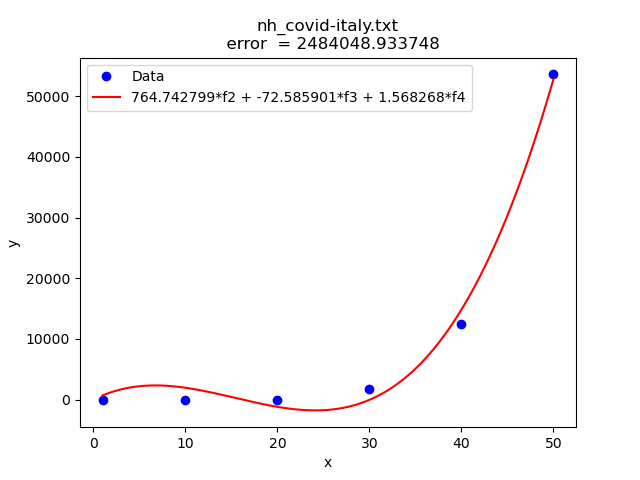 nh_covid-italy.txt
error  = 2484048.933748
Data
764.742799*f2 + -72.585901*f3 + 1.568268*f4
50000
40000
30000
20000
10000
0
y
0 10 20 30 40 50
x